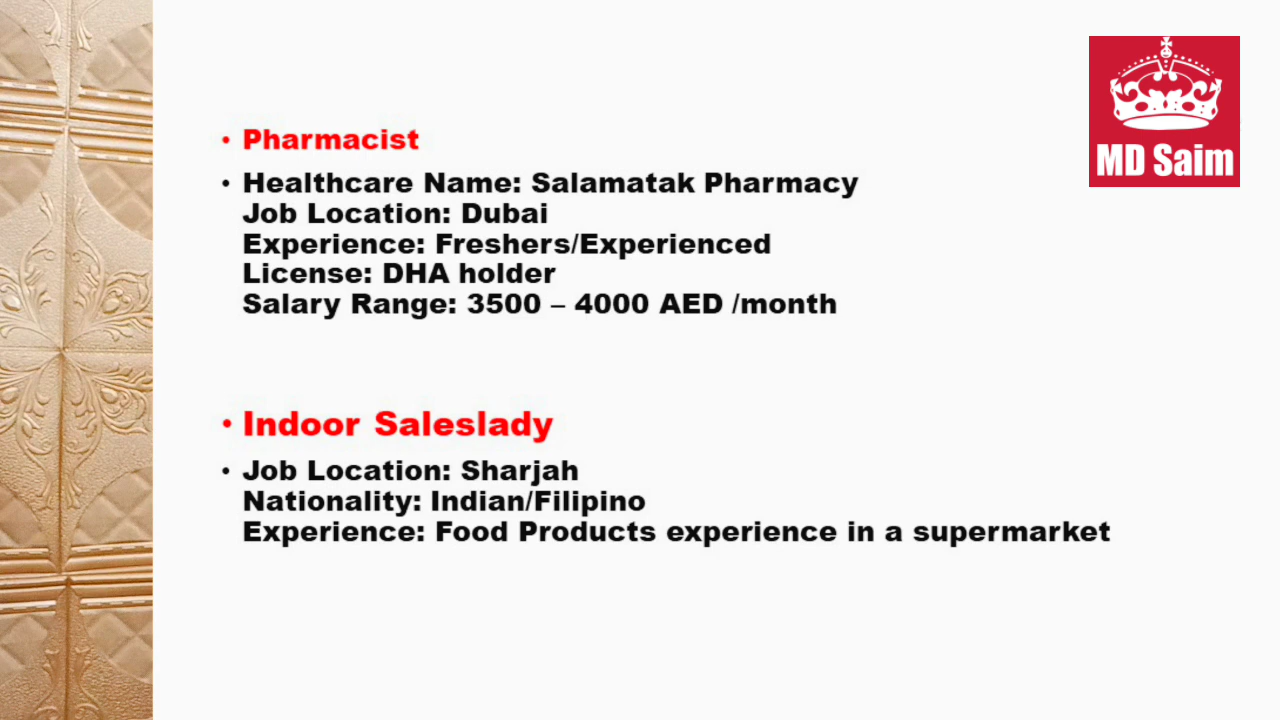 • Pharmacist
• Healthcare Name: Salamatak Pharmacy
Job Location: Dubai
Experience: Freshers/Experienced
License: DHA holder
Salary Range: 3500 – 4000 AED /month
• Indoor Saleslady
• Job Location: Sharjah
Nationality: Indian/Filipino
Experience: Food Products experience in a supermarket
MD Saim